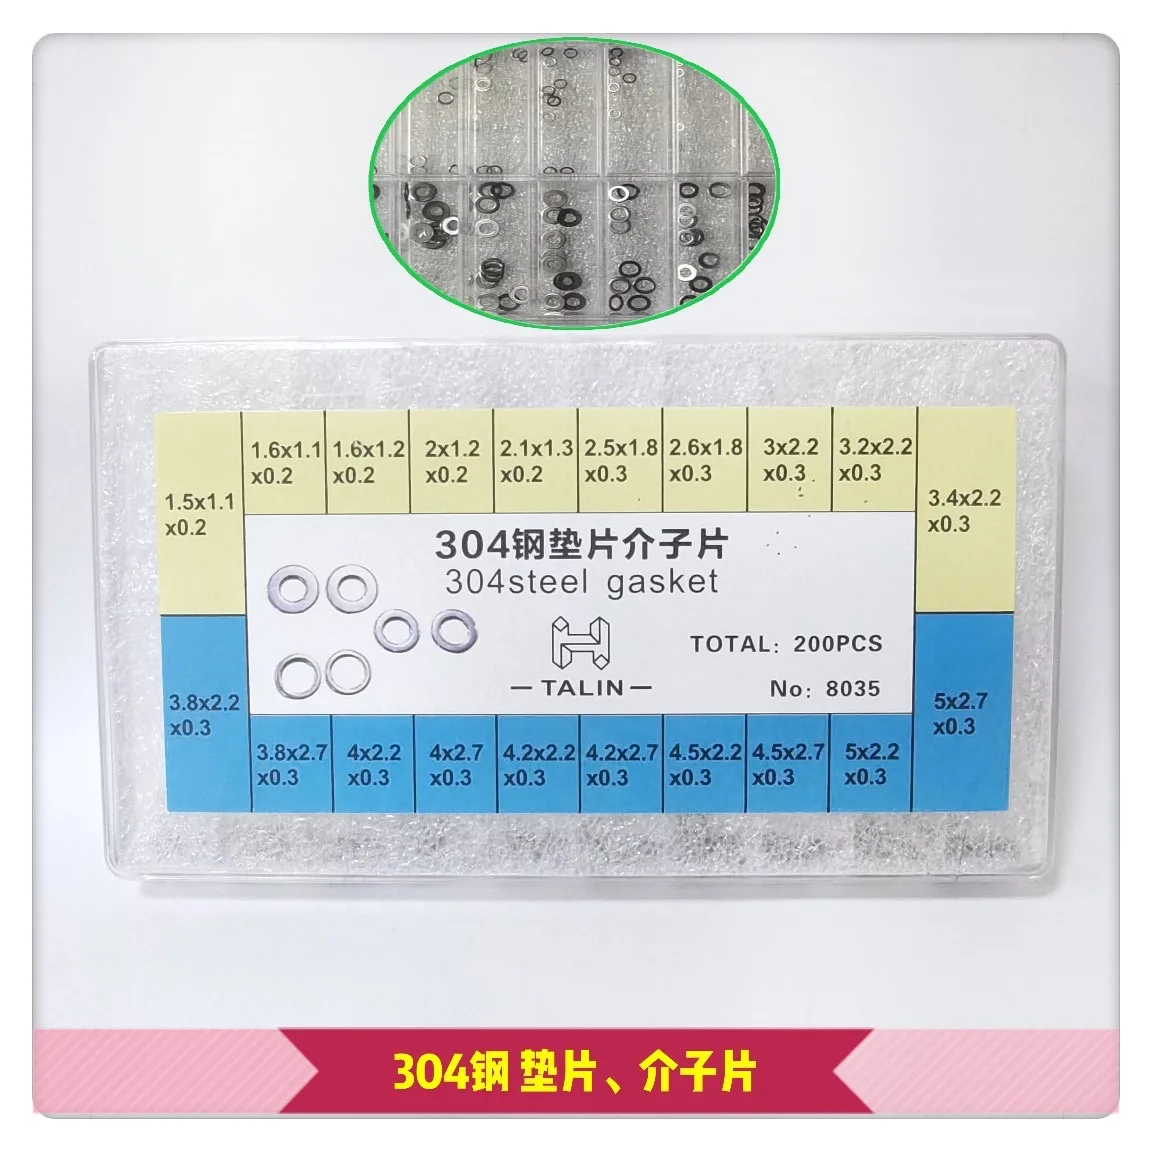 1.5x1.1
x0.2
1.6x1.1
x0.2
1.6x1.2
x0.2
2x1.2
x0.2
2.1x1.3
x0.2
2.5x1.8
x0.3
2.6x1.8
x0.3
3x2.2
x0.3
3.2x2.2
x0.3
3.4x2.2
x0.3
304钢垫片介子片
304steel gasket
TALIN
TOTAL: 200PCS
No: 8035
3.8x2.2
x0.3
3.8x2.7
x0.3
4x2.2
x0.3
4x2.7
x0.3
4.2x2.2
x0.3
4.2x2.7
x0.3
4.5x2.2
x0.3
4.5x2.7
x0.3
5x2.2
x0.3
5x2.7
x0.3
304钢 垫片、介子片